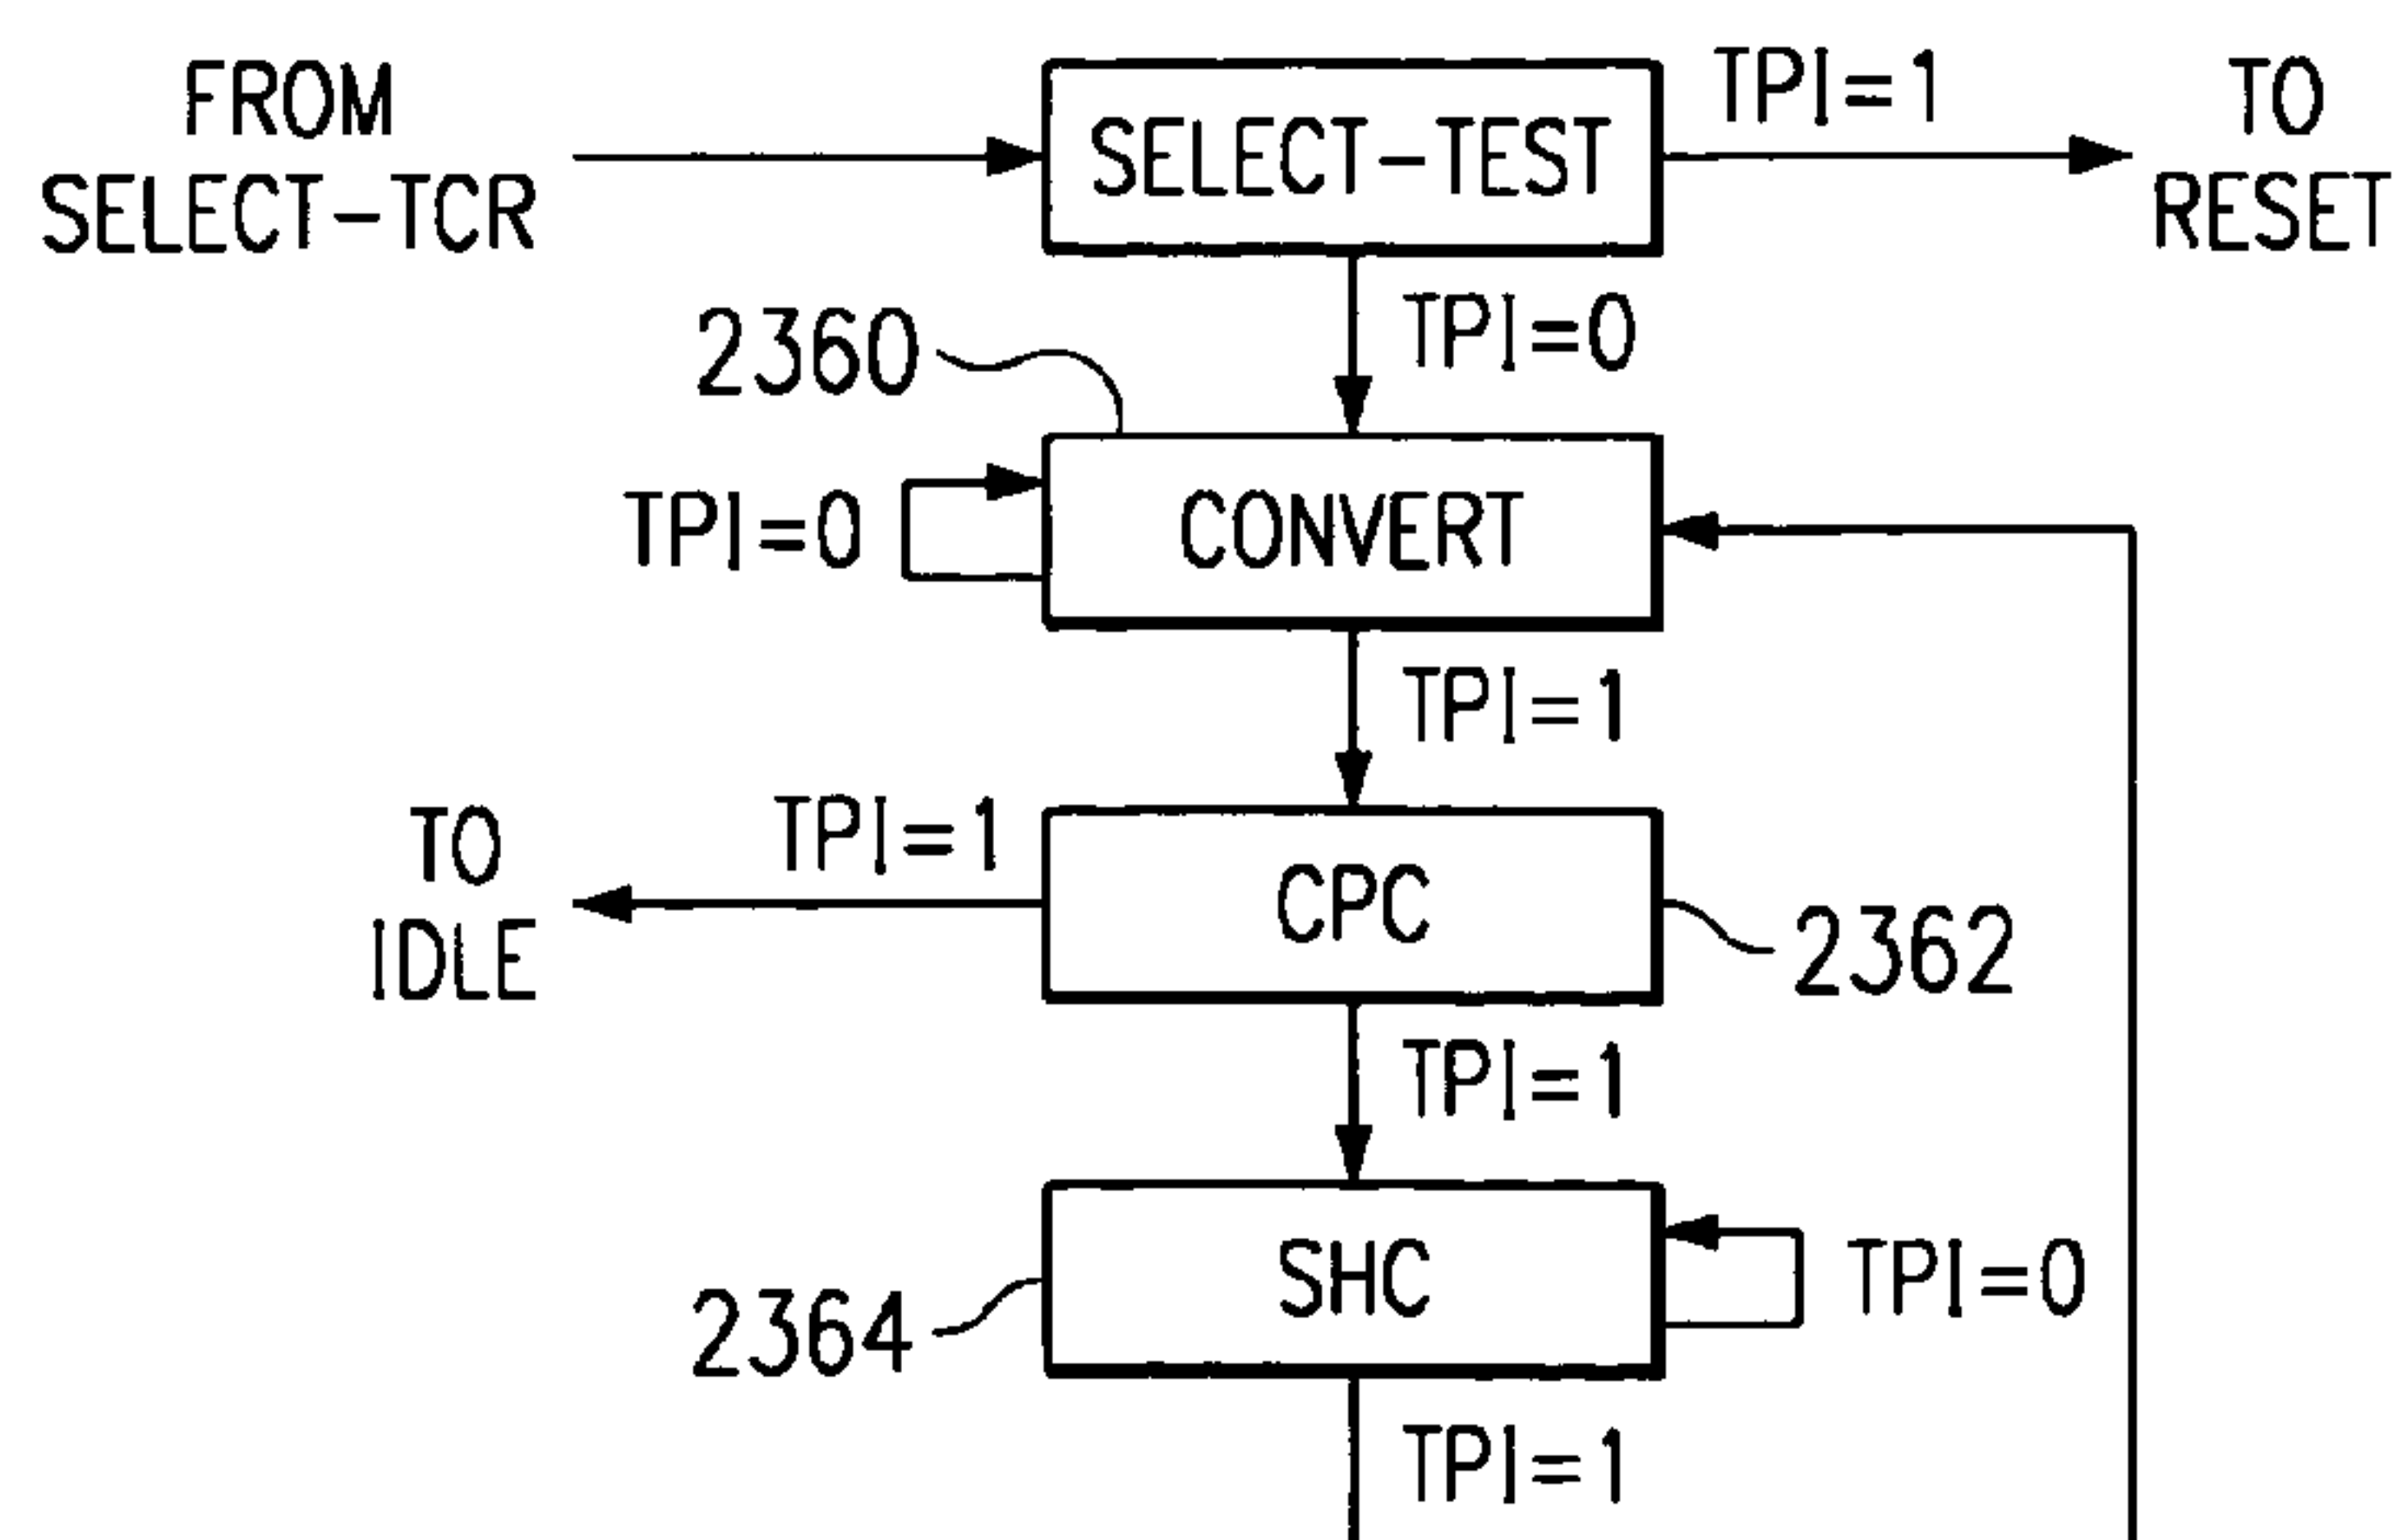 FROM
SELECT-TCR
SELECT-TEST
TPI=1
TO
RESET
TPI=0
2360
TPI=0
CONVERT
TPI=1
TO
IDLE
TPI=1
CPC
2362
TPI=1
SHC
TPI=0
2364
TPI=1